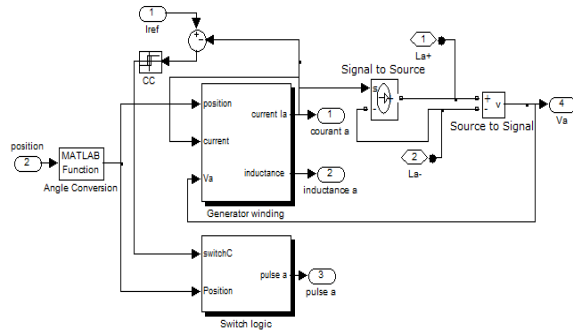 1
Iref
CC
La+
Signal to Source
s
-
+
-
v
Source to Signal
4
Va
position
2
MATLAB
Function
Angle Conversion
position
current Ia
current
inductance
Va
Generator winding
1
courant a
2
inductance a
2
La-
switchC
pulse a
Position
Switch logic
3
pulse a